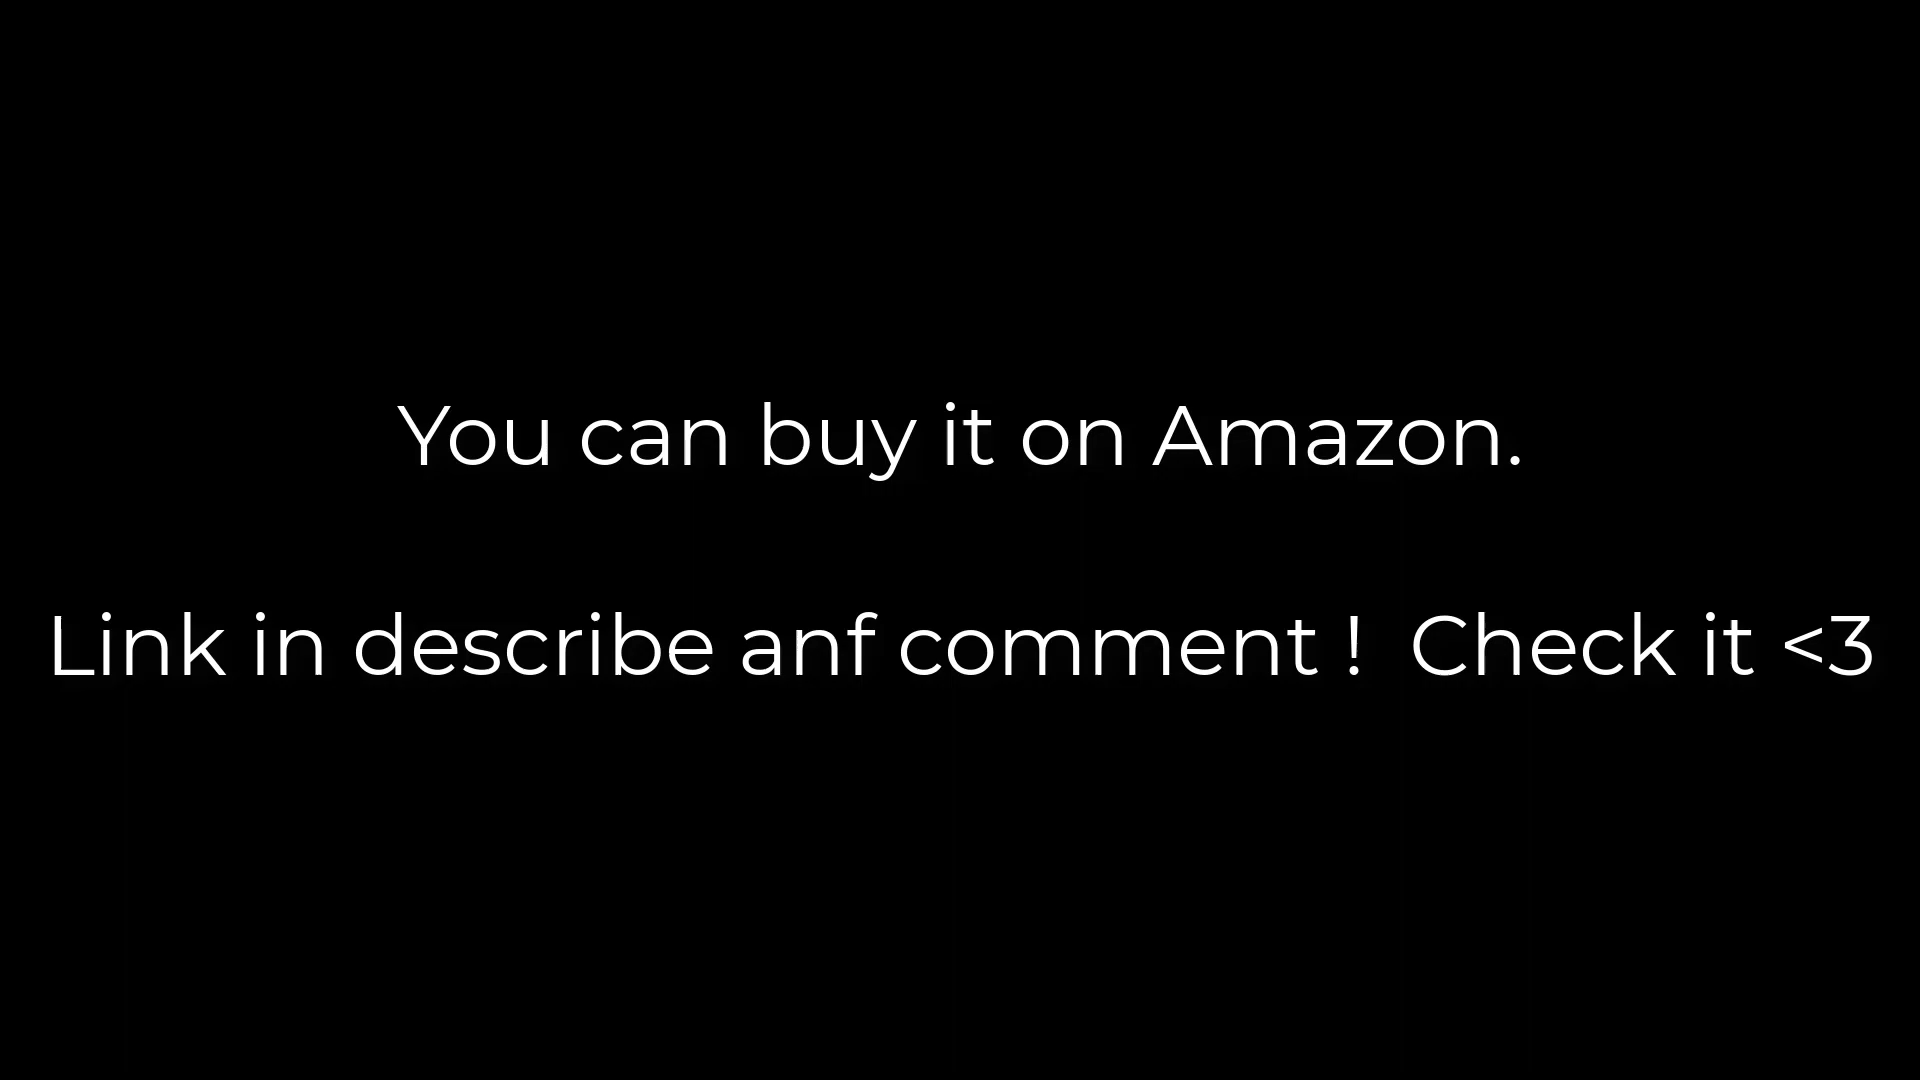 You can buy it on Amazon.
Link in describe anf comment !  Check it <3